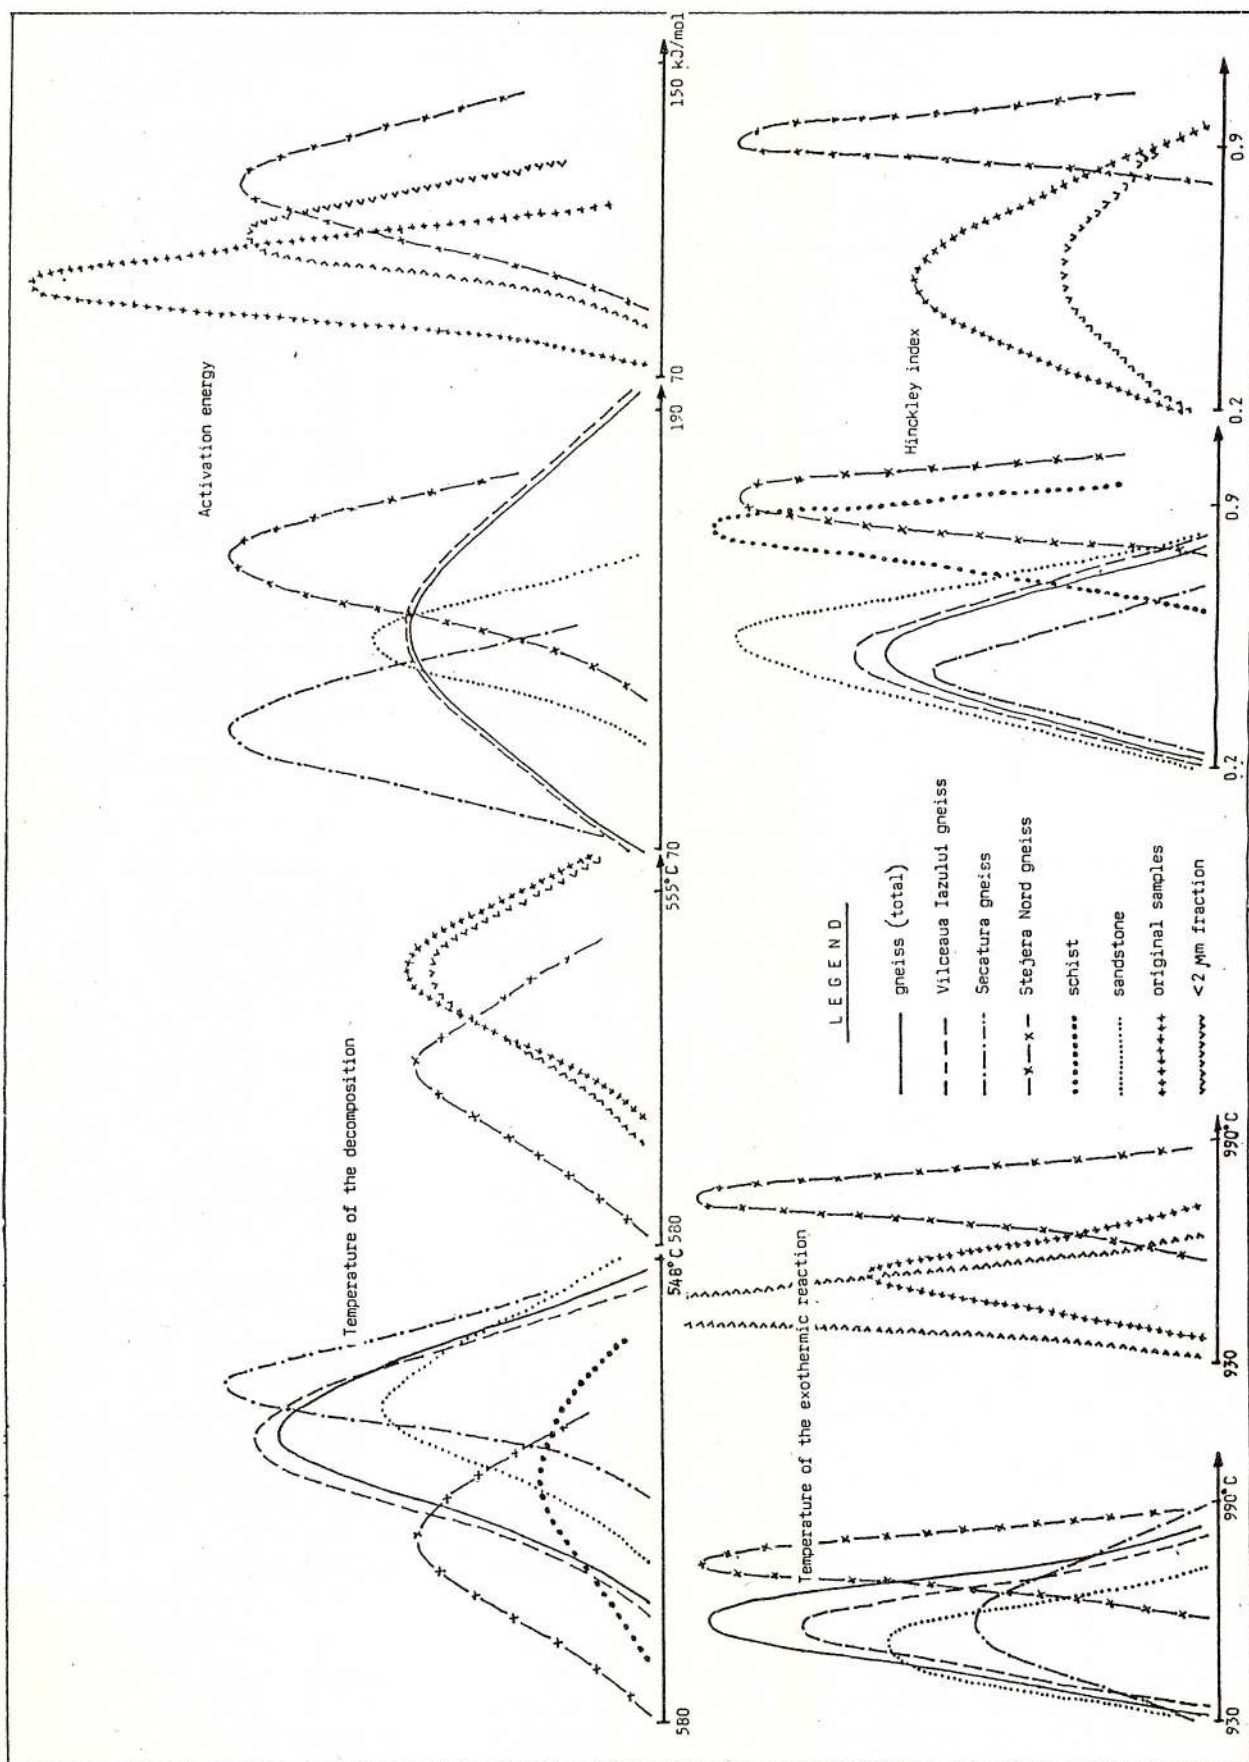 Temperature of the decomposition
Activation energy
580
548°C
580
555°C
70
190
70
150 kJ/mol
Temperature of the exothermic reaction
Hinckley index
930
990°C
930
990°C
0.2
0.9
0.2
0.9
LEGEND
gneiss (total)
Vilceaua Iazului gneiss
Secatura gneiss
Stejera Nord gneiss
schist
sandstone
original samples
<2 μm fraction